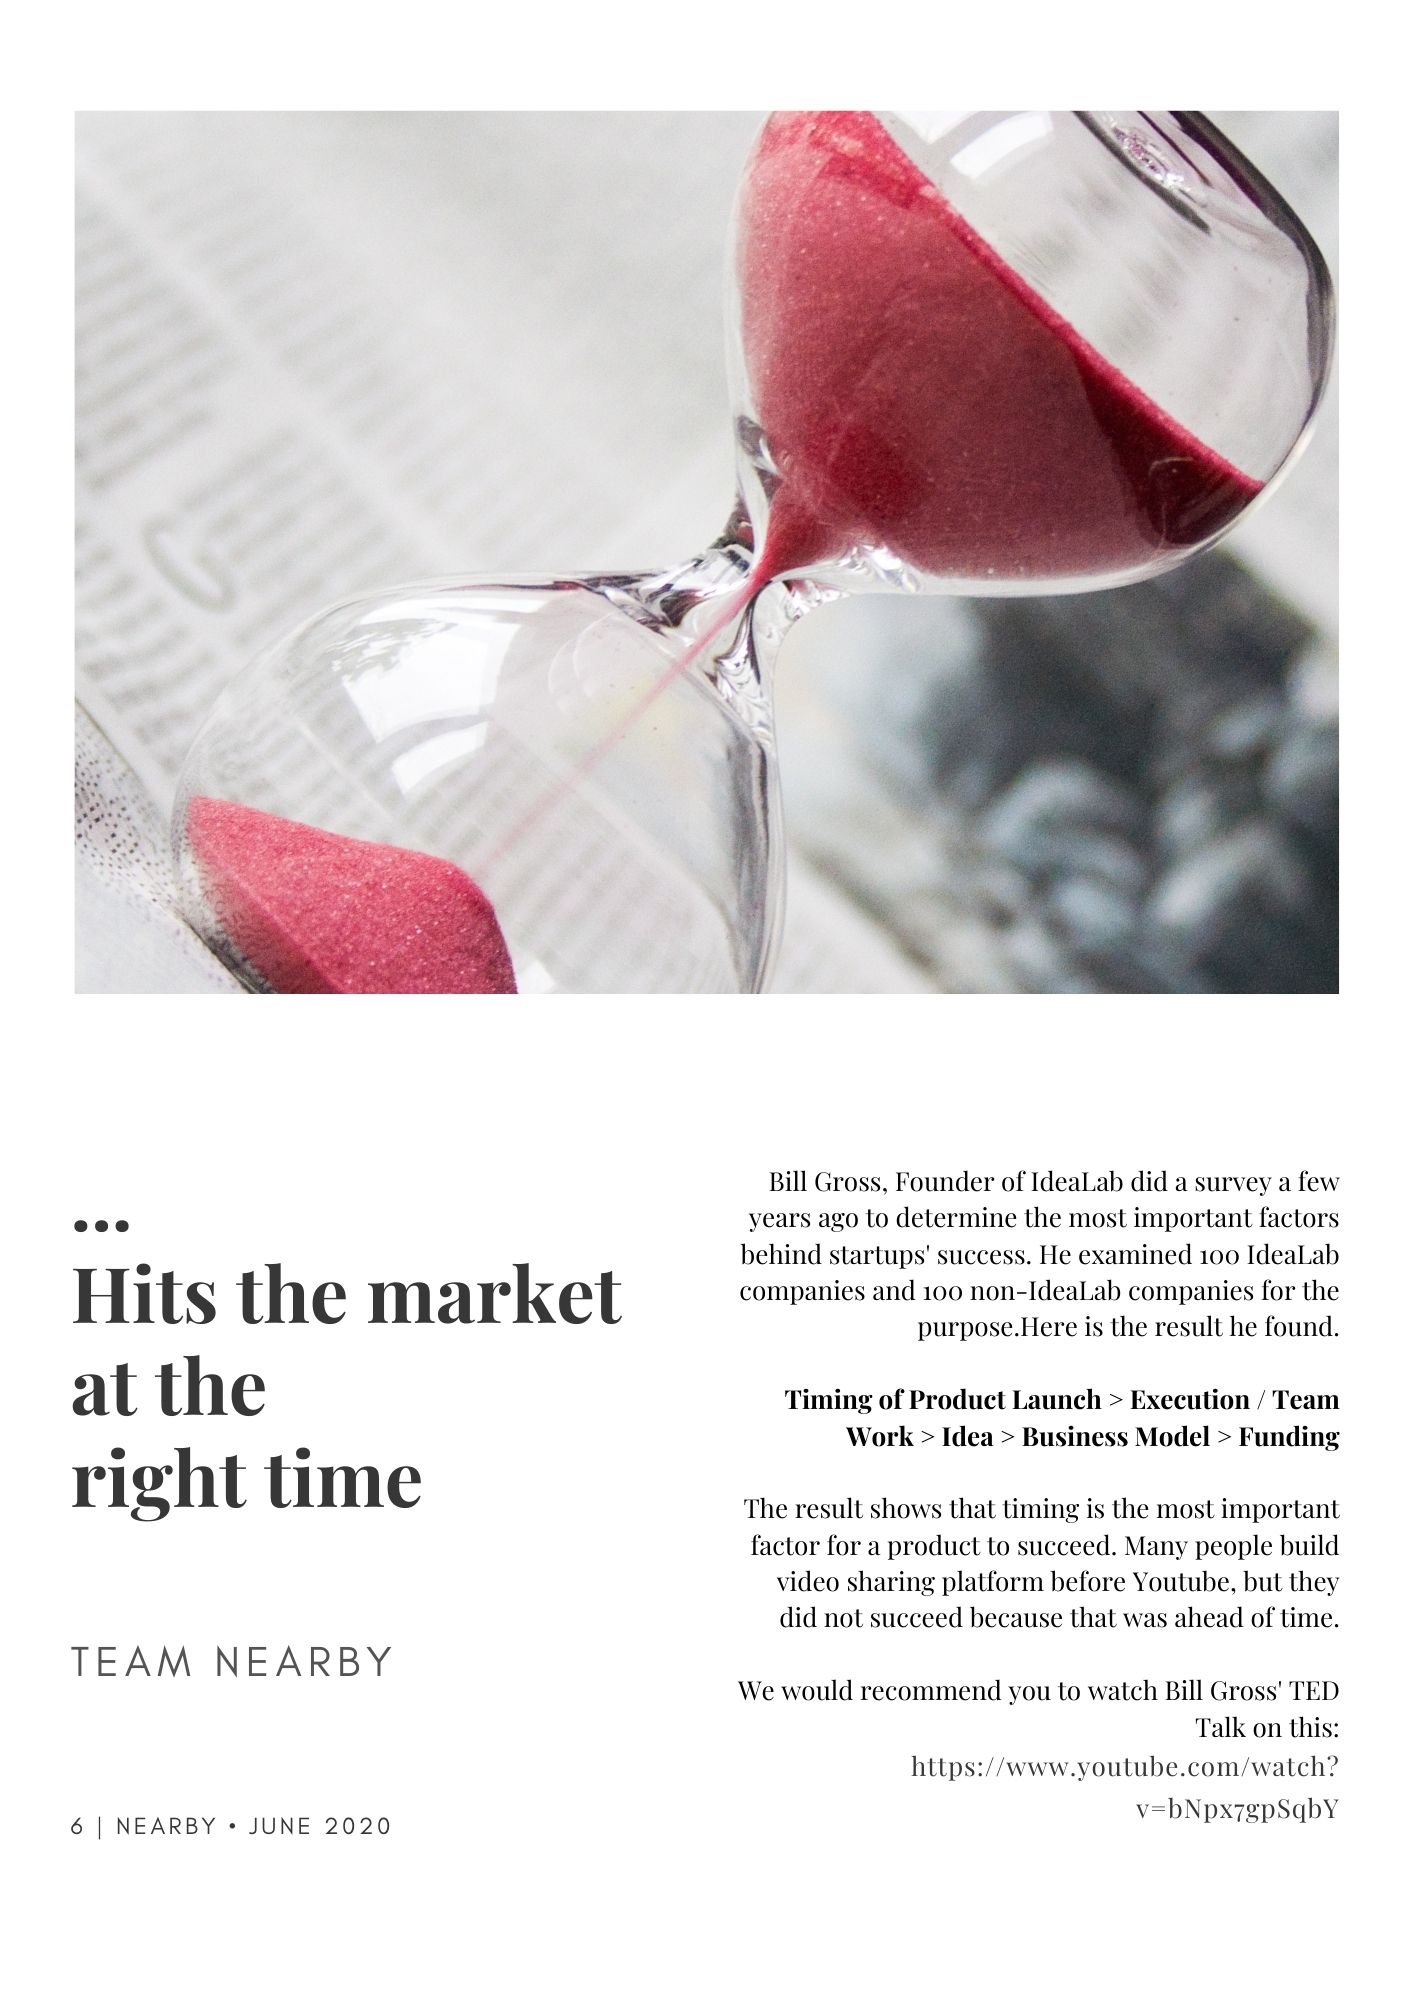 ...
Hits the market
at the
right time
TEAM NEARBY
Bill Gross, Founder of IdeaLab did a survey a few
years ago to determine the most important factors
behind startups' success. He examined 100 IdeaLab
companies and 100 non-IdeaLab companies for the
purpose.Here is the result he found.
Timing of Product Launch > Execution / Team
Work > Idea > Business Model > Funding
The result shows that timing is the most important
factor for a product to succeed. Many people build
video sharing platform before Youtube, but they
did not succeed because that was ahead of time.
We would recommend you to watch Bill Gross' TED
Talk on this:
https://www.youtube.com/watch?
v=bNpx7gpSqbY
6 | NEARBY • JUNE 2020